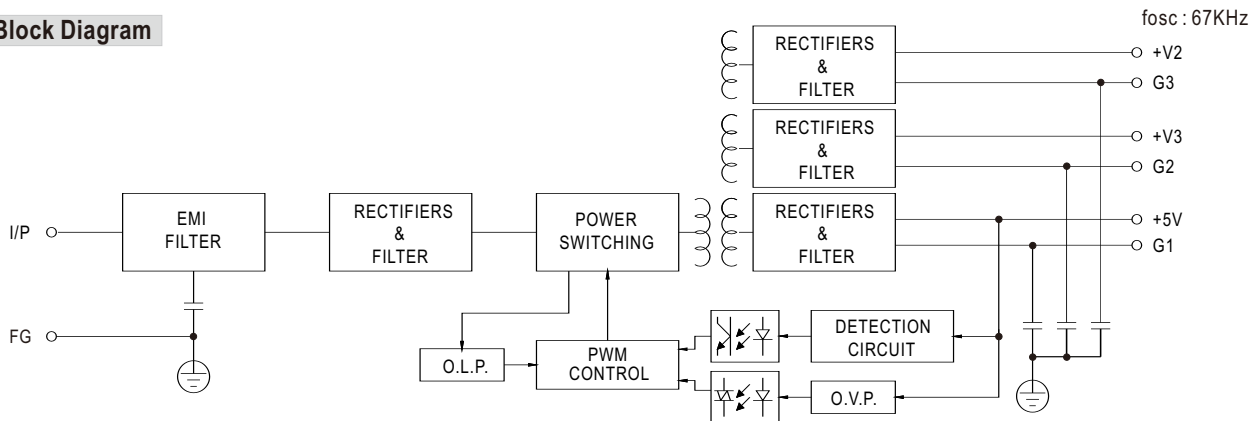 Block Diagram
fosc : 67KHz
RECTIFIERS
&
FILTER
+V2
G3
RECTIFIERS
&
FILTER
+V3
G2
I/P
EMI
FILTER
RECTIFIERS
&
FILTER
POWER
SWITCHING
RECTIFIERS
&
FILTER
+5V
G1
FG
O.L.P.
PWM
CONTROL
DETECTION
CIRCUIT
O.V.P.